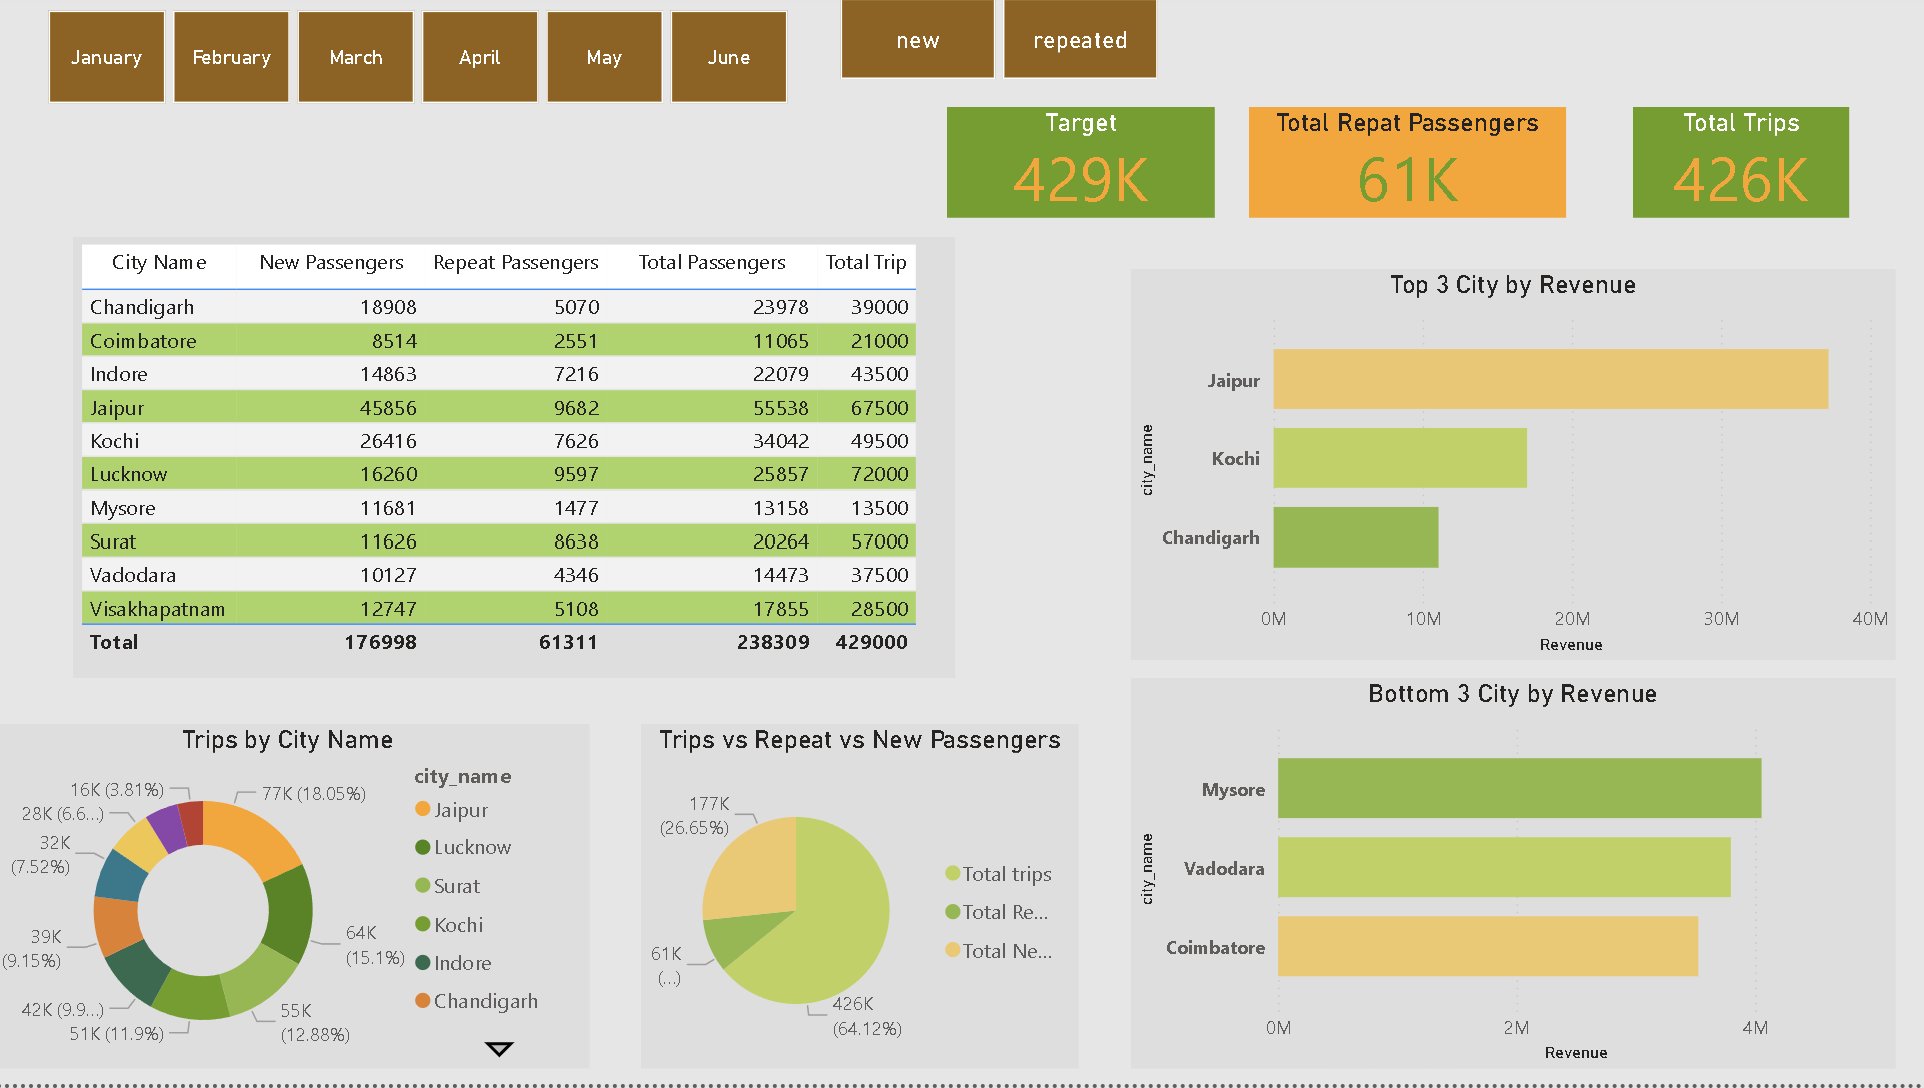 January February March April May June
new repeated
Target
429K
Total Repat Passengers
61K
Total Trips
426K
City Name New Passengers Repeat Passengers Total Passengers Total Trip
Chandigarh 18908 5070 23978 39000
Coimbatore 8514 2551 11065 21000
Indore 14863 7216 22079 43500
Jaipur 45856 9682 55538 67500
Kochi 26416 7626 34042 49500
Lucknow 16260 9597 25857 72000
Mysore 11681 1477 13158 13500
Surat 11626 8638 20264 57000
Vadodara 10127 4346 14473 37500
Visakhapatnam 12747 5108 17855 28500
Total 176998 61311 238309 429000
Top 3 City by Revenue
city_name
Jaipur
Kochi
Chandigarh
0M 10M 20M 30M 40M
Revenue
Trips by City Name
77K (18.05%)
64K
(15.1%)
55K
(12.88%)
51K (11.9%)
42K (9.9...)
39K
(9.15%)
32K
(7.52%)
28K (6.6...)
16K (3.81%)
city_name
Jaipur
Lucknow
Surat
Kochi
Indore
Chandigarh
Trips vs Repeat vs New Passengers
177K
(26.65%)
61K
(...)
426K
(64.12%)
Total trips
Total Re...
Total Ne...
Bottom 3 City by Revenue
city_name
Mysore
Vadodara
Coimbatore
0M 2M 4M
Revenue